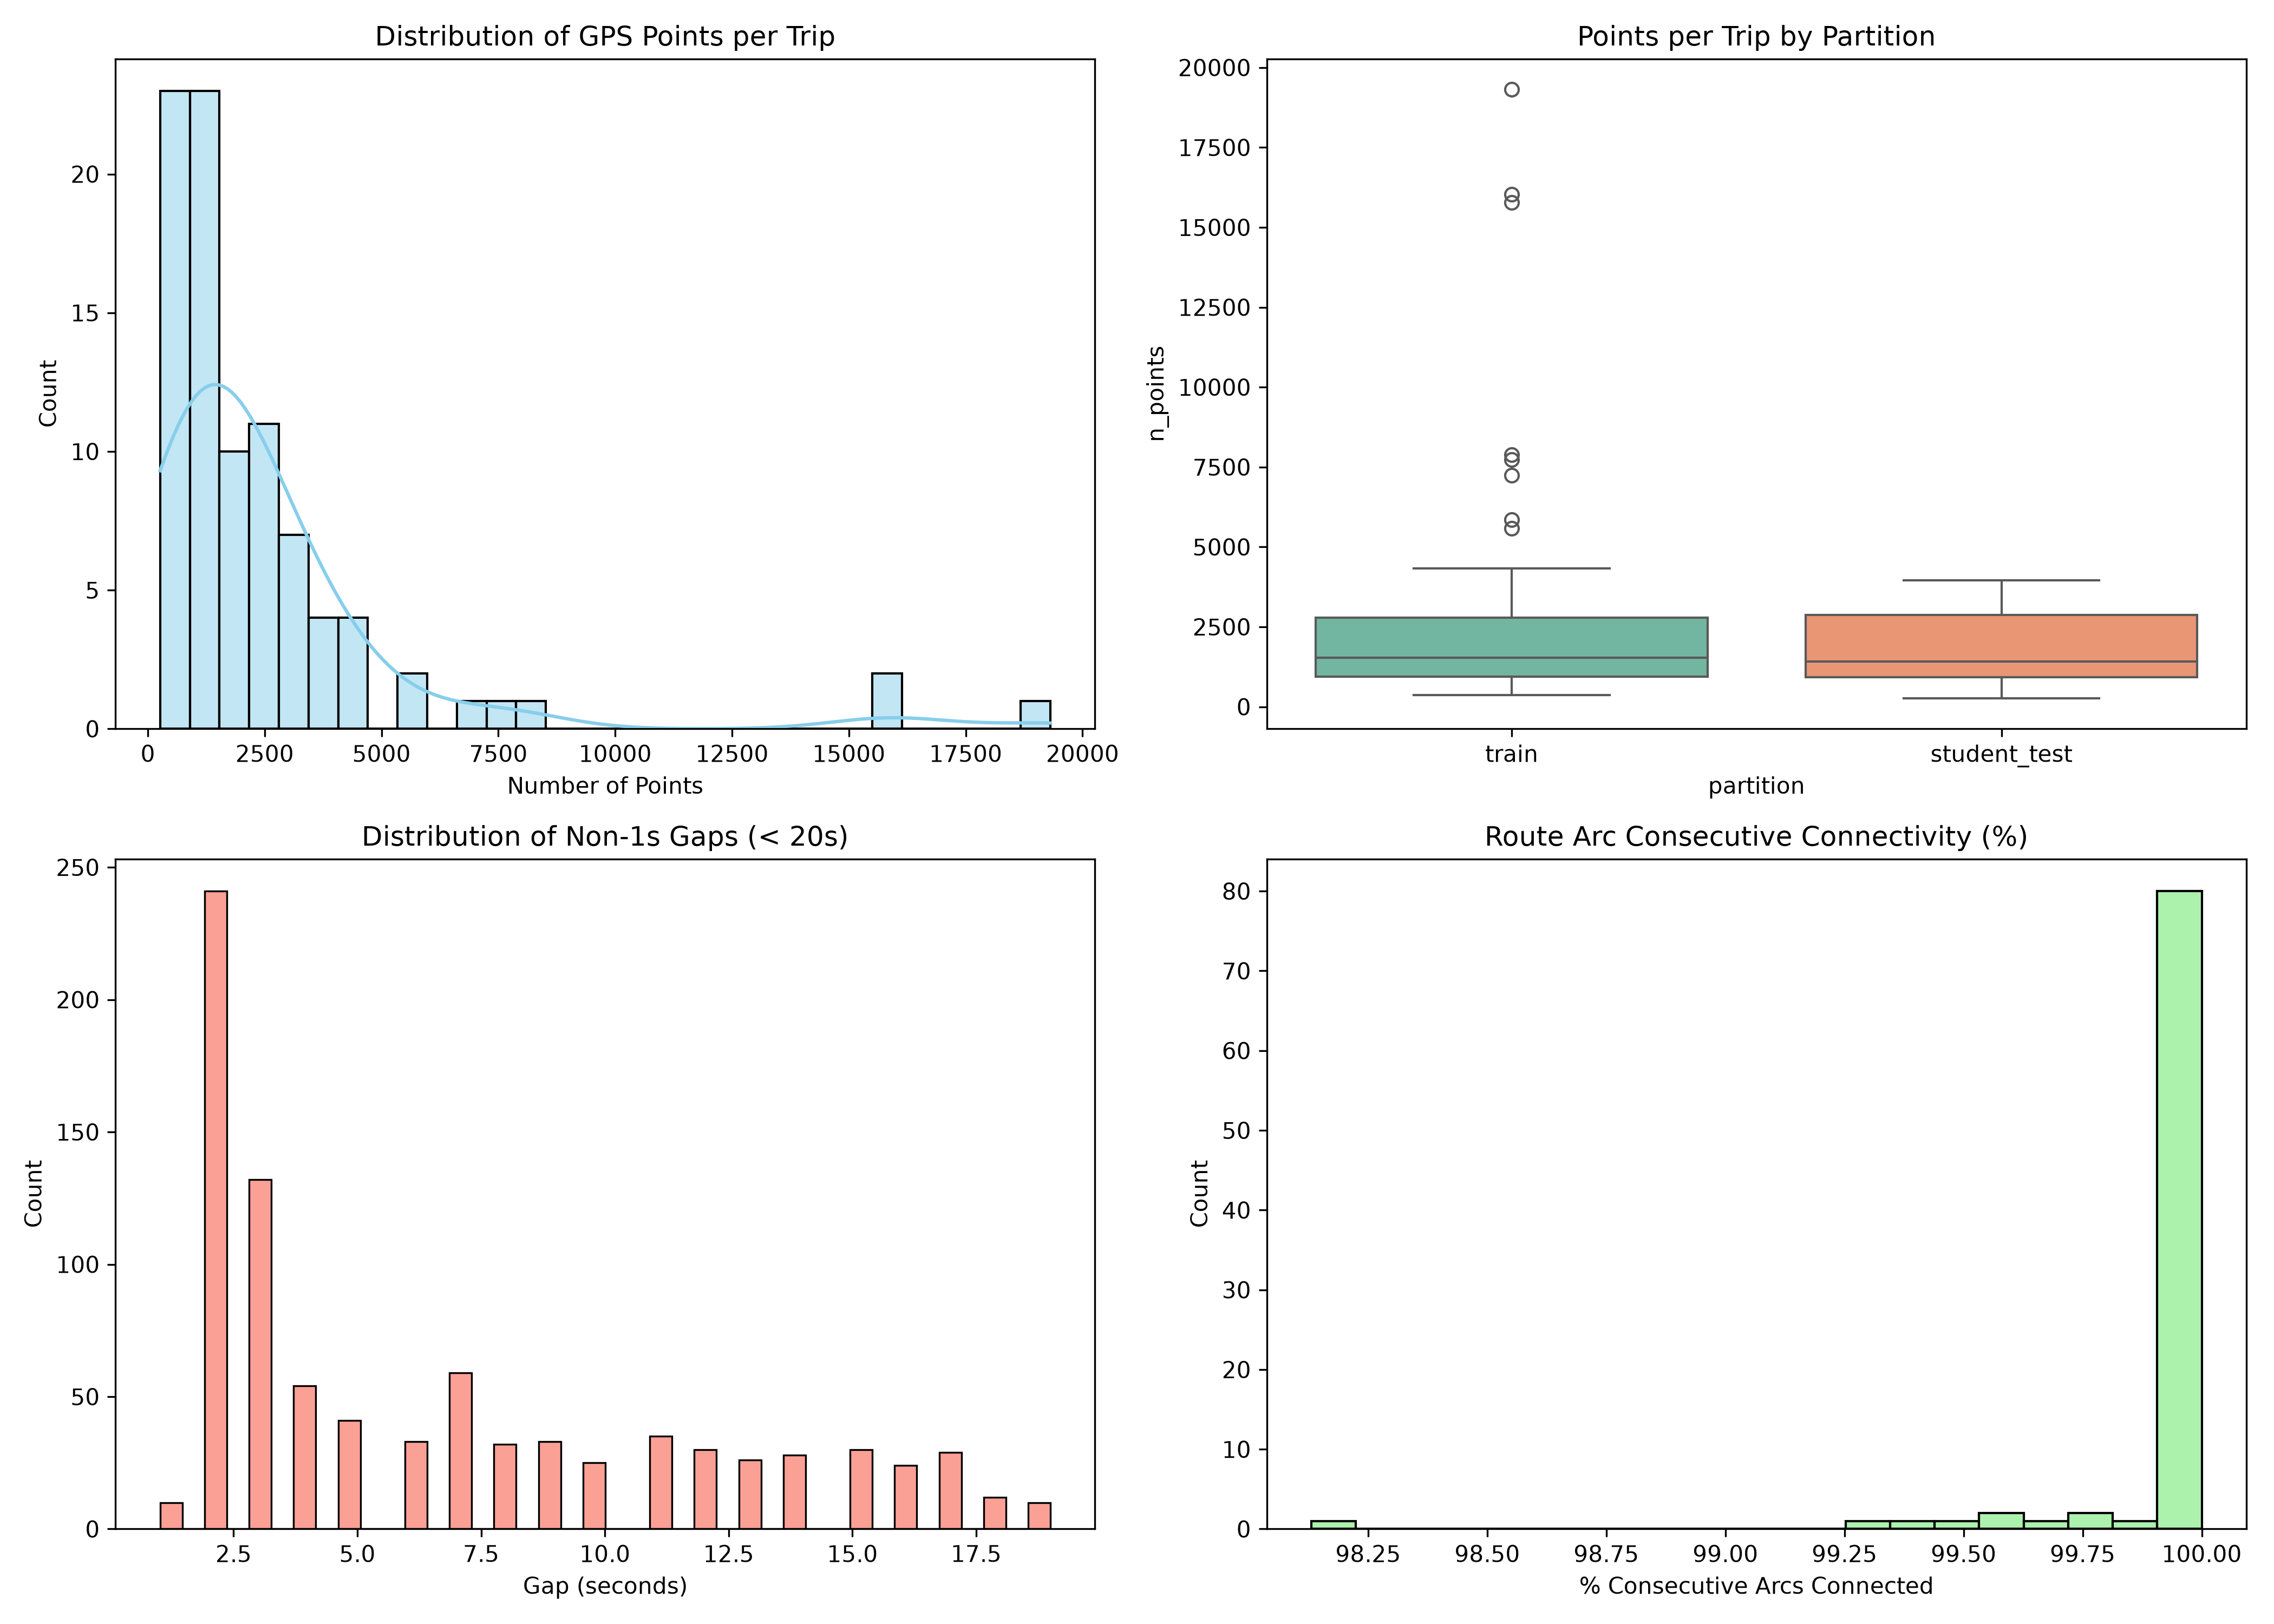 Distribution of GPS Points per Trip
Count
20
15
10
5
0
0 2500 5000 7500 10000 12500 15000 17500 20000
Number of Points
Points per Trip by Partition
n_points
20000
17500
15000
12500
10000
7500
5000
2500
0
train student_test
partition
Distribution of Non-1s Gaps (< 20s)
Count
250
200
150
100
50
0
2.5 5.0 7.5 10.0 12.5 15.0 17.5
Gap (seconds)
Route Arc Consecutive Connectivity (%)
Count
80
70
60
50
40
30
20
10
0
98.25 98.50 98.75 99.00 99.25 99.50 99.75 100.00
% Consecutive Arcs Connected